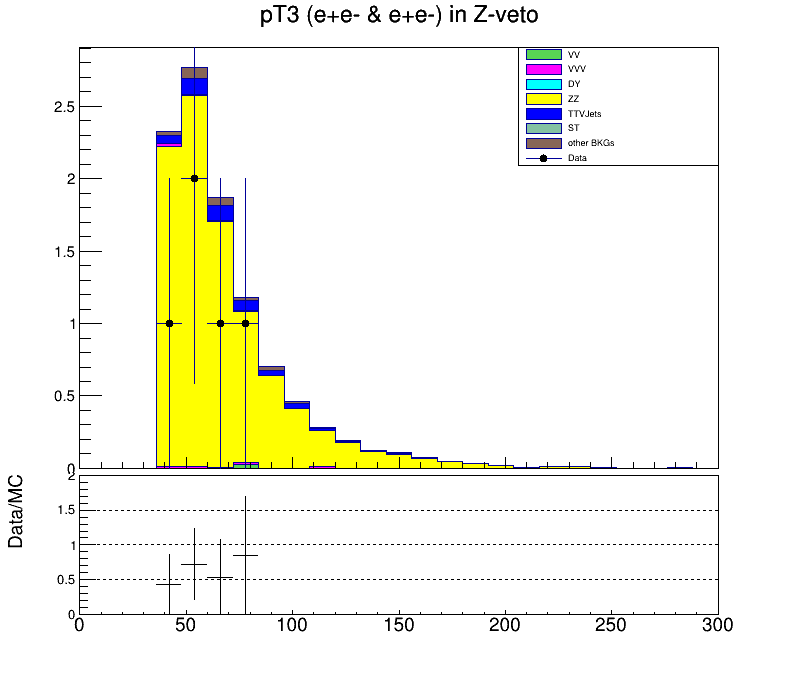 pT3 (e+e- & e+e-) in Z-veto
VV
VVV
DY
ZZ
TTVJets
ST
other BKGs
Data
2.5
2
1.5
1
0.5
0
Data/MC
2
1.5
1
0.5
0
0 50 100 150 200 250 300